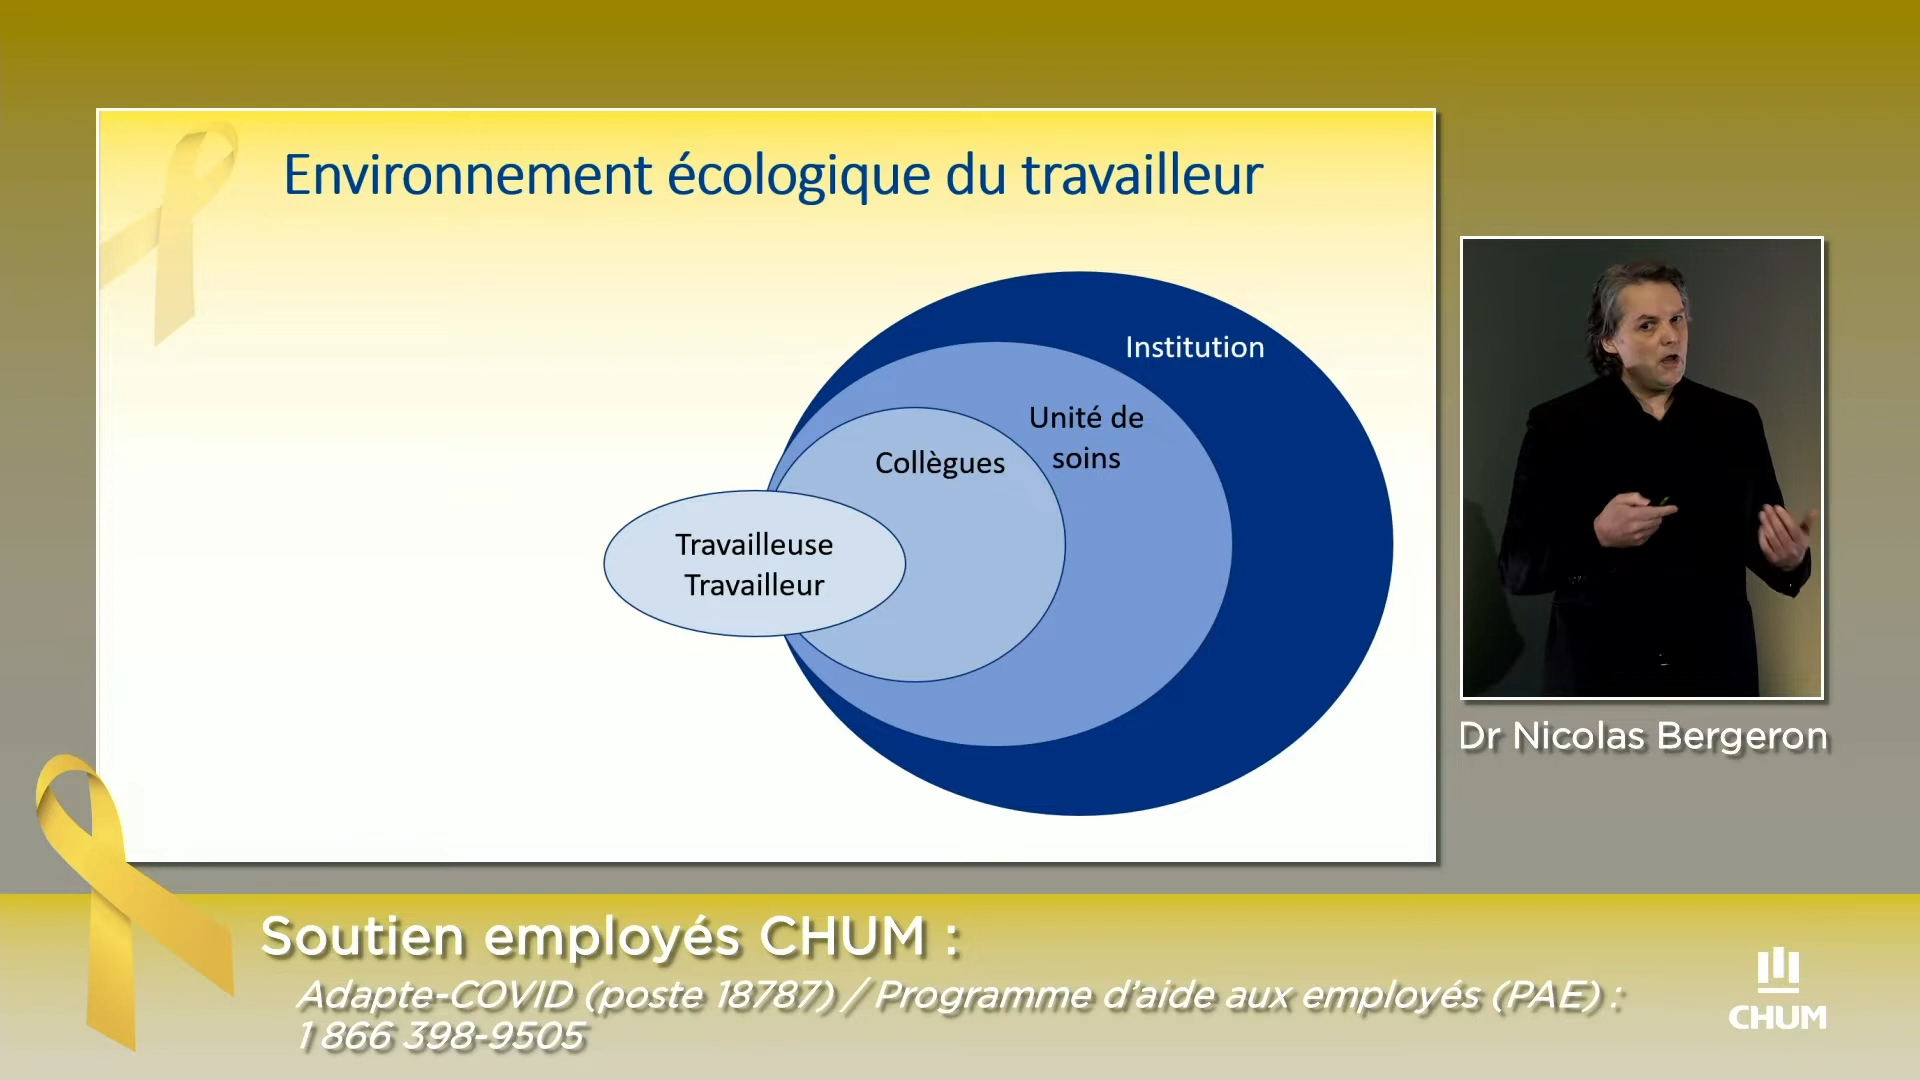 Environnement écologique du travailleur
Institution
Unité de
soins
Collègues
Travailleuse
Travailleur
Dr Nicolas Bergeron
Soutien employés CHUM :
Adapte-COVID (poste 18787) / Programme d'aide aux employés (PAE) :
1 866 398-9505
CHUM